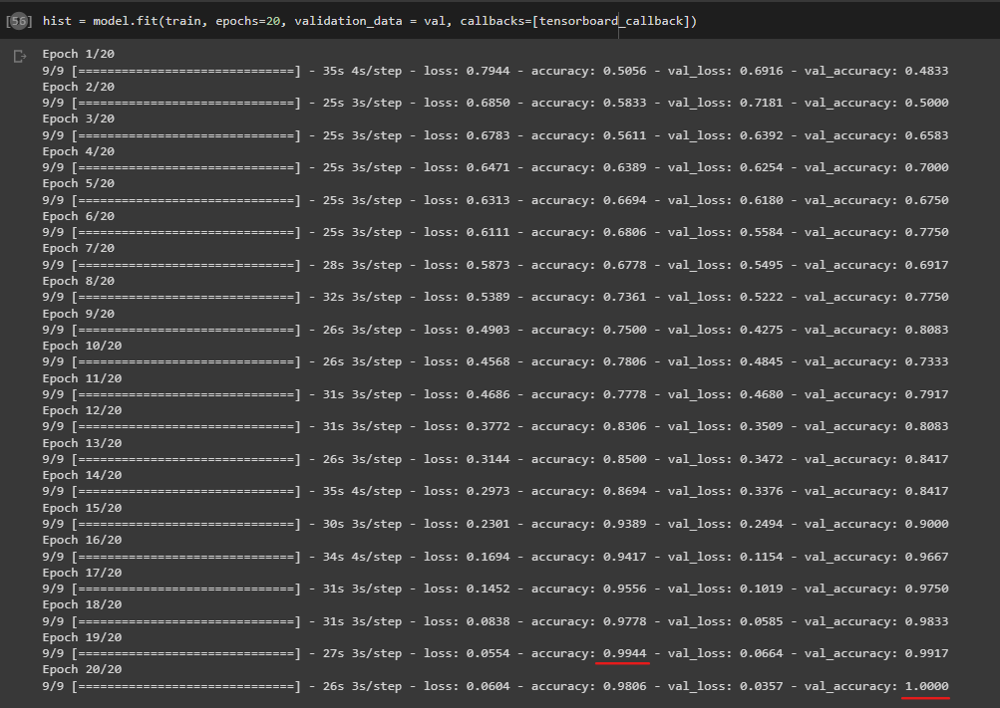 [56] hist = model.fit(train, epochs=20, validation_data = val, callbacks=[tensorboard_callback])
Epoch 1/20
9/9 [==============================] - 35s 4s/step - loss: 0.7944 - accuracy: 0.5056 - val_loss: 0.6916 - val_accuracy: 0.4833
Epoch 2/20
9/9 [==============================] - 25s 3s/step - loss: 0.6850 - accuracy: 0.5833 - val_loss: 0.7181 - val_accuracy: 0.5000
Epoch 3/20
9/9 [==============================] - 25s 3s/step - loss: 0.6783 - accuracy: 0.5611 - val_loss: 0.6392 - val_accuracy: 0.6583
Epoch 4/20
9/9 [==============================] - 25s 3s/step - loss: 0.6471 - accuracy: 0.6389 - val_loss: 0.6254 - val_accuracy: 0.7000
Epoch 5/20
9/9 [==============================] - 25s 3s/step - loss: 0.6313 - accuracy: 0.6694 - val_loss: 0.6180 - val_accuracy: 0.6750
Epoch 6/20
9/9 [==============================] - 25s 3s/step - loss: 0.6111 - accuracy: 0.6806 - val_loss: 0.5584 - val_accuracy: 0.7750
Epoch 7/20
9/9 [==============================] - 28s 3s/step - loss: 0.5873 - accuracy: 0.6778 - val_loss: 0.5495 - val_accuracy: 0.6917
Epoch 8/20
9/9 [==============================] - 32s 3s/step - loss: 0.5389 - accuracy: 0.7361 - val_loss: 0.5222 - val_accuracy: 0.7750
Epoch 9/20
9/9 [==============================] - 26s 3s/step - loss: 0.4903 - accuracy: 0.7500 - val_loss: 0.4275 - val_accuracy: 0.8083
Epoch 10/20
9/9 [==============================] - 26s 3s/step - loss: 0.4568 - accuracy: 0.7806 - val_loss: 0.4845 - val_accuracy: 0.7333
Epoch 11/20
9/9 [==============================] - 31s 3s/step - loss: 0.4686 - accuracy: 0.7778 - val_loss: 0.4680 - val_accuracy: 0.7917
Epoch 12/20
9/9 [==============================] - 31s 3s/step - loss: 0.3772 - accuracy: 0.8306 - val_loss: 0.3509 - val_accuracy: 0.8083
Epoch 13/20
9/9 [==============================] - 26s 3s/step - loss: 0.3144 - accuracy: 0.8500 - val_loss: 0.3472 - val_accuracy: 0.8417
Epoch 14/20
9/9 [==============================] - 35s 4s/step - loss: 0.2973 - accuracy: 0.8694 - val_loss: 0.3376 - val_accuracy: 0.8417
Epoch 15/20
9/9 [==============================] - 30s 3s/step - loss: 0.2301 - accuracy: 0.9389 - val_loss: 0.2494 - val_accuracy: 0.9000
Epoch 16/20
9/9 [==============================] - 34s 4s/step - loss: 0.1694 - accuracy: 0.9417 - val_loss: 0.1154 - val_accuracy: 0.9667
Epoch 17/20
9/9 [==============================] - 31s 3s/step - loss: 0.1452 - accuracy: 0.9556 - val_loss: 0.1019 - val_accuracy: 0.9750
Epoch 18/20
9/9 [==============================] - 31s 3s/step - loss: 0.0838 - accuracy: 0.9778 - val_loss: 0.0585 - val_accuracy: 0.9833
Epoch 19/20
9/9 [==============================] - 27s 3s/step - loss: 0.0554 - accuracy: 0.9944 - val_loss: 0.0664 - val_accuracy: 0.9917
Epoch 20/20
9/9 [==============================] - 26s 3s/step - loss: 0.0604 - accuracy: 0.9806 - val_loss: 0.0357 - val_accuracy: 1.0000